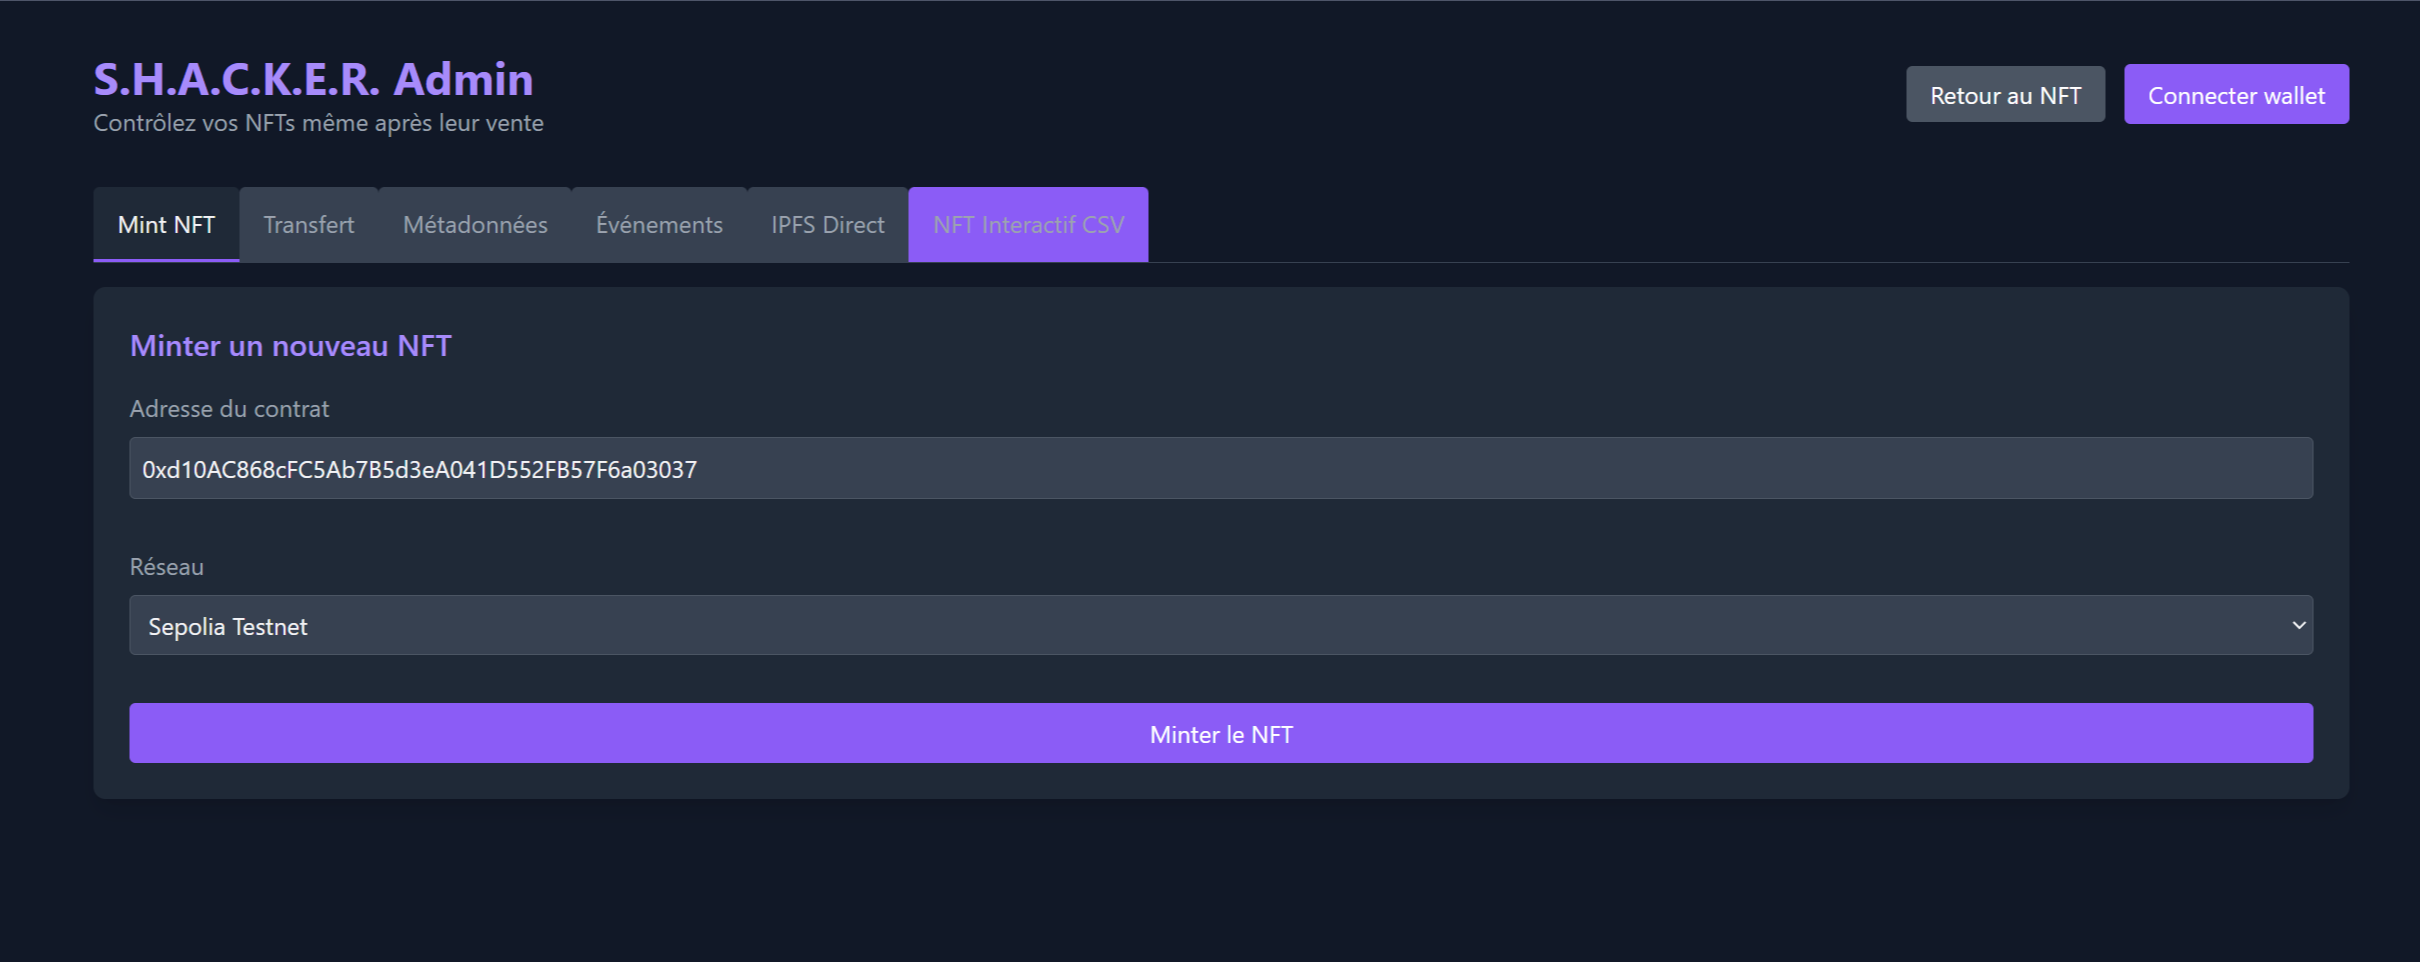 S.H.A.C.K.E.R. Admin
Contrôlez vos NFTs même après leur vente
Retour au NFT
Connecter wallet
Mint NFT
Transfert
Métadonnées
Événements
IPFS Direct
NFT Interactif CSV
Minter un nouveau NFT
Adresse du contrat
0xd10AC868cFC5Ab7B5d3eA041D552FB57F6a03037
Réseau
Sepolia Testnet
Minter le NFT